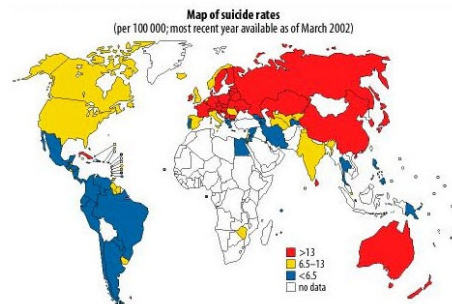 Map of suicide rates
(per 100 000; most recent year available as of March 2002)
>13
6.5–13
<6.5
no data